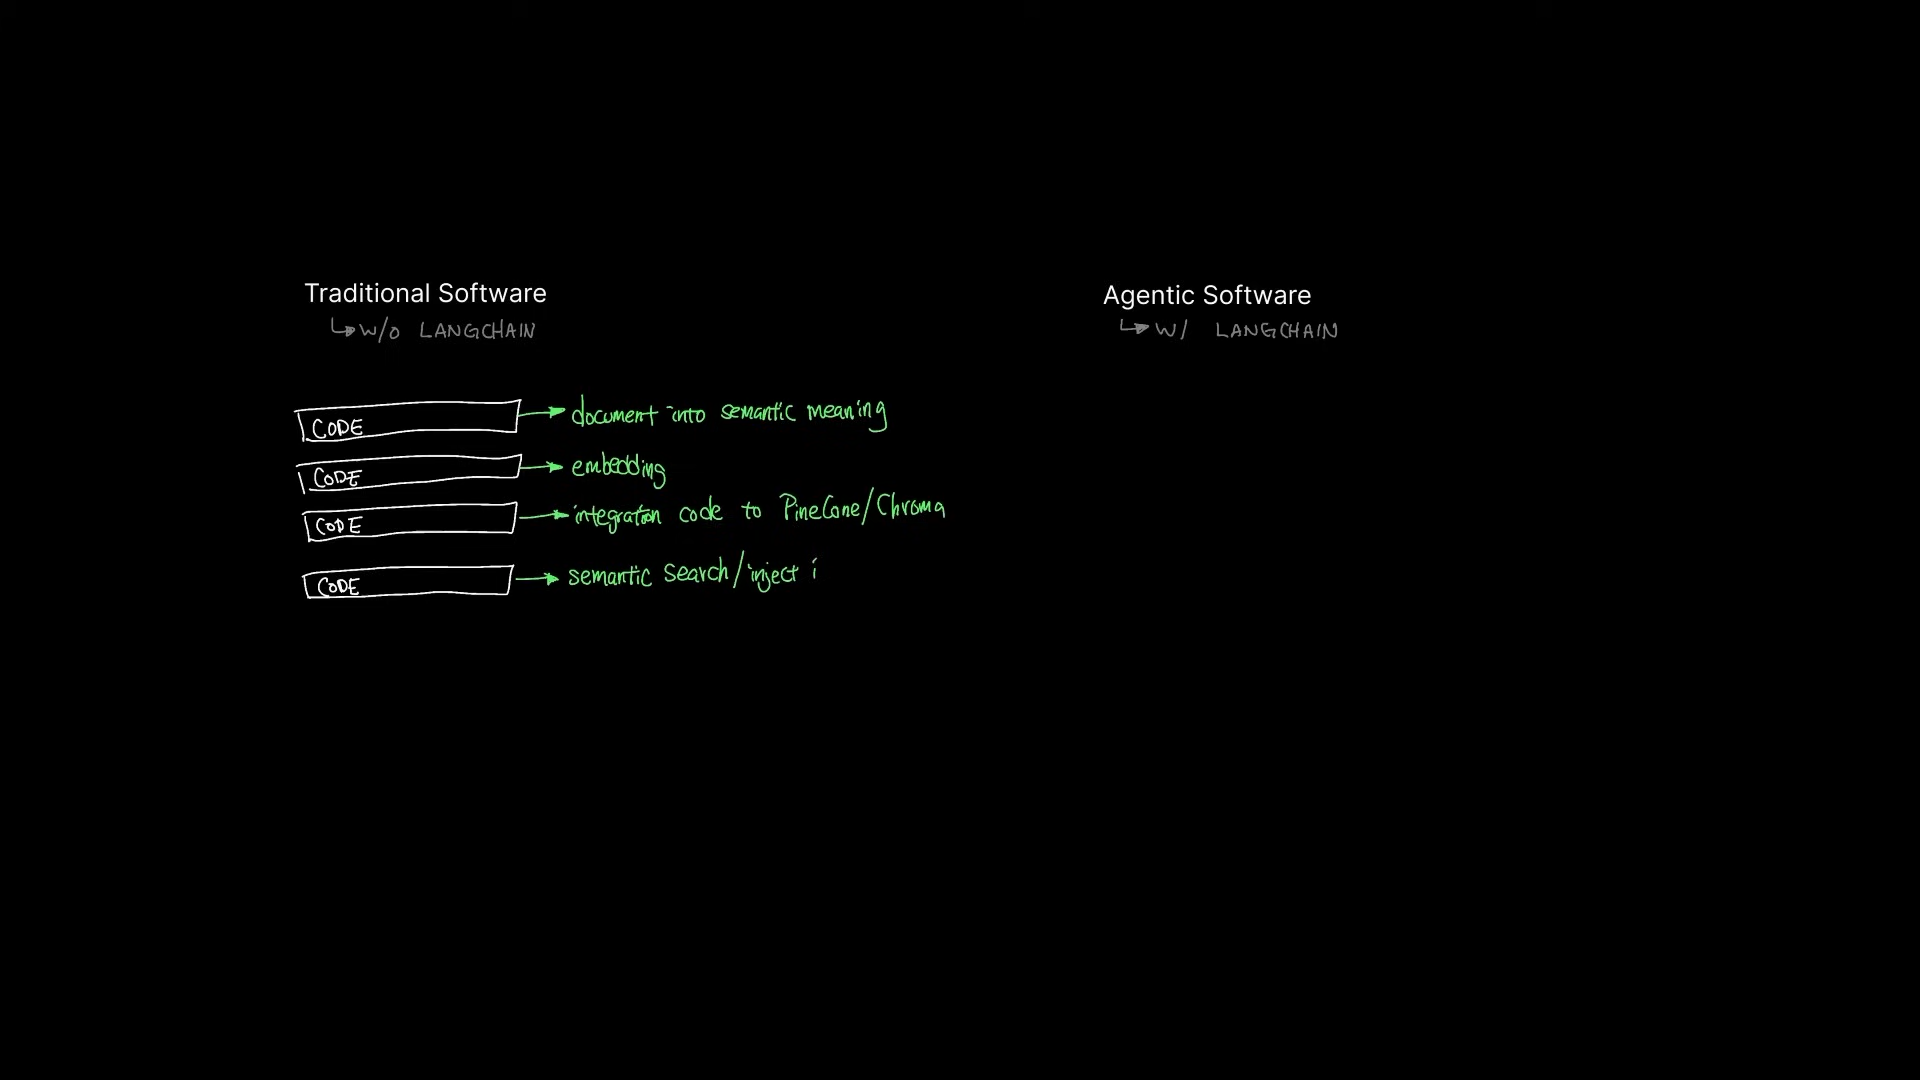 Traditional Software
w/o LANGCHAIN
Agentic Software
w/ LANGCHAIN
CODE document into semantic meaning
CODE embedding
CODE integration code to PineCone/Chroma
CODE semantic search/inject i